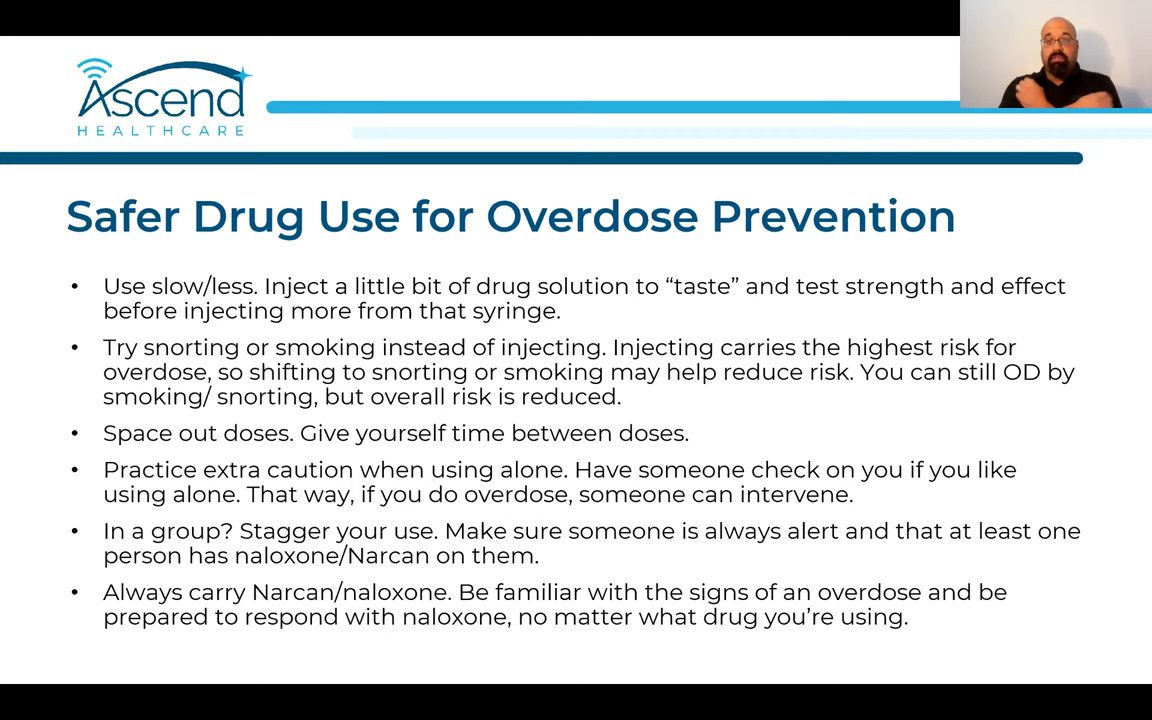 Ascend
HEALTHCARE
Safer Drug Use for Overdose Prevention
• Use slow/less. Inject a little bit of drug solution to “taste” and test strength and effect
before injecting more from that syringe.
• Try snorting or smoking instead of injecting. Injecting carries the highest risk for
overdose, so shifting to snorting or smoking may help reduce risk. You can still OD by
smoking/ snorting, but overall risk is reduced.
• Space out doses. Give yourself time between doses.
• Practice extra caution when using alone. Have someone check on you if you like
using alone. That way, if you do overdose, someone can intervene.
• In a group? Stagger your use. Make sure someone is always alert and that at least one
person has naloxone/Narcan on them.
• Always carry Narcan/naloxone. Be familiar with the signs of an overdose and be
prepared to respond with naloxone, no matter what drug you’re using.